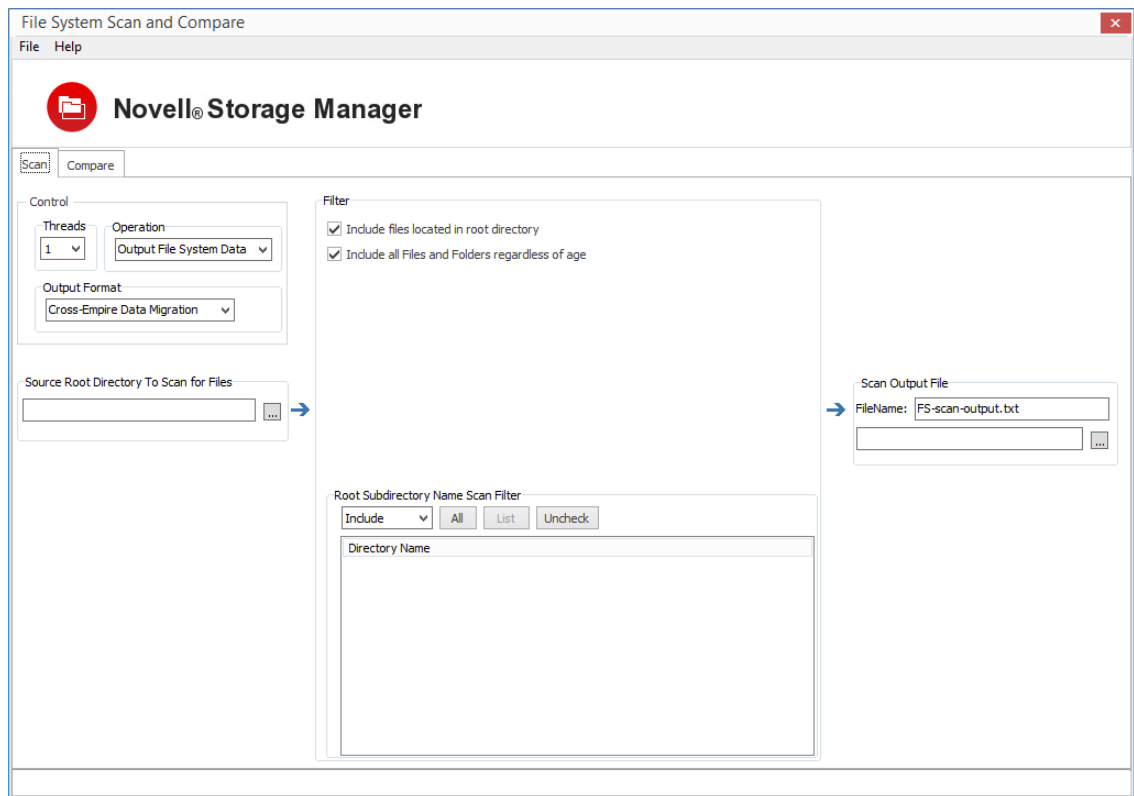 File System Scan and Compare
File Help
Novell® Storage Manager
Scan Compare
Control
Threads Operation
1 Output File System Data
Output Format
Cross-Empire Data Migration
Source Root Directory To Scan for Files
...
Filter
Include files located in root directory
Include all Files and Folders regardless of age
Root Subdirectory Name Scan Filter
Include All List Uncheck
Directory Name
Scan Output File
FileName: FS-scan-output.txt
...